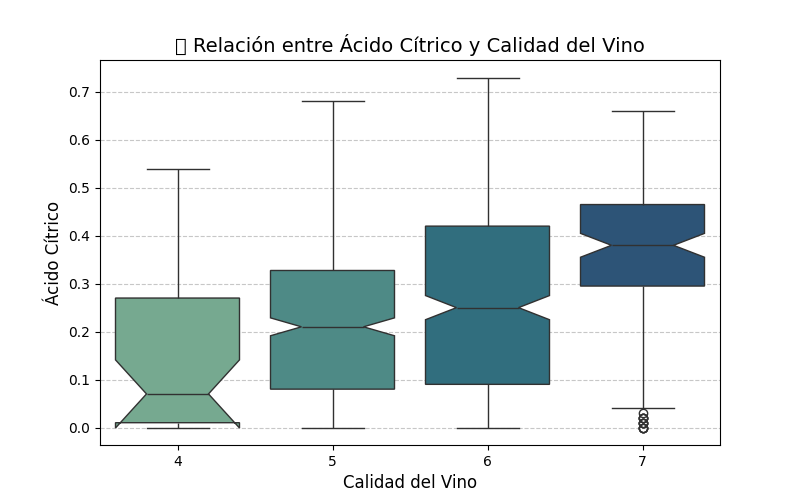 ▯ Relación entre Ácido Cítrico y Calidad del Vino
Ácido Cítrico
0.7
0.6
0.5
0.4
0.3
0.2
0.1
0.0
4 5 6 7
Calidad del Vino